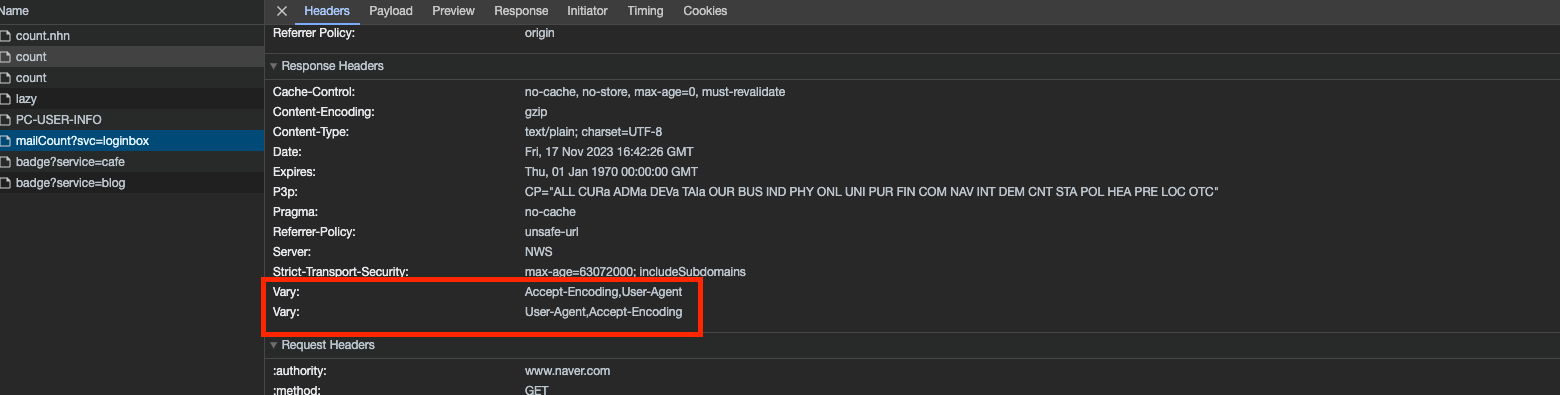 Name
Headers Payload Preview Response Initiator Timing Cookies
count.nhn
count
count
lazy
PC-USER-INFO
mailCount?svc=loginbox
badge?service=cafe
badge?service=blog
Referrer Policy: origin
Response Headers
Cache-Control: no-cache, no-store, max-age=0, must-revalidate
Content-Encoding: gzip
Content-Type: text/plain; charset=UTF-8
Date: Fri, 17 Nov 2023 16:42:26 GMT
Expires: Thu, 01 Jan 1970 00:00:00 GMT
P3p: CP="ALL CURa ADMa DEVa TAIa OUR BUS IND PHY ONL UNI PUR FIN COM NAV INT DEM CNT STA POL HEA PRE LOC OTC"
Pragma: no-cache
Referrer-Policy: unsafe-url
Server: NWS
Strict-Transport-Security: max-age=63072000; includeSubdomains
Vary: Accept-Encoding,User-Agent
Vary: User-Agent,Accept-Encoding
Request Headers
:authority: www.naver.com
:method: GET